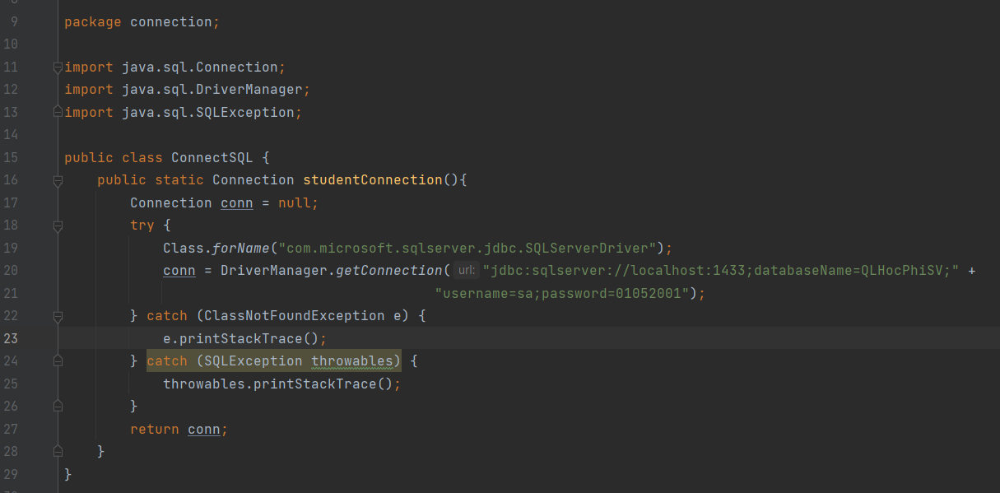 9 package connection;
10
11 import java.sql.Connection;
12 import java.sql.DriverManager;
13 import java.sql.SQLException;
14
15 public class ConnectSQL {
16     public static Connection studentConnection(){
17         Connection conn = null;
18         try {
19             Class.forName("com.microsoft.sqlserver.jdbc.SQLServerDriver");
20             conn = DriverManager.getConnection( url: "jdbc:sqlserver://localhost:1433;databaseName=QLHocPhiSV;" +
21                                              "username=sa;password=01052001");
22         } catch (ClassNotFoundException e) {
23             e.printStackTrace();
24         } catch (SQLException throwables) {
25             throwables.printStackTrace();
26         }
27         return conn;
28     }
29 }